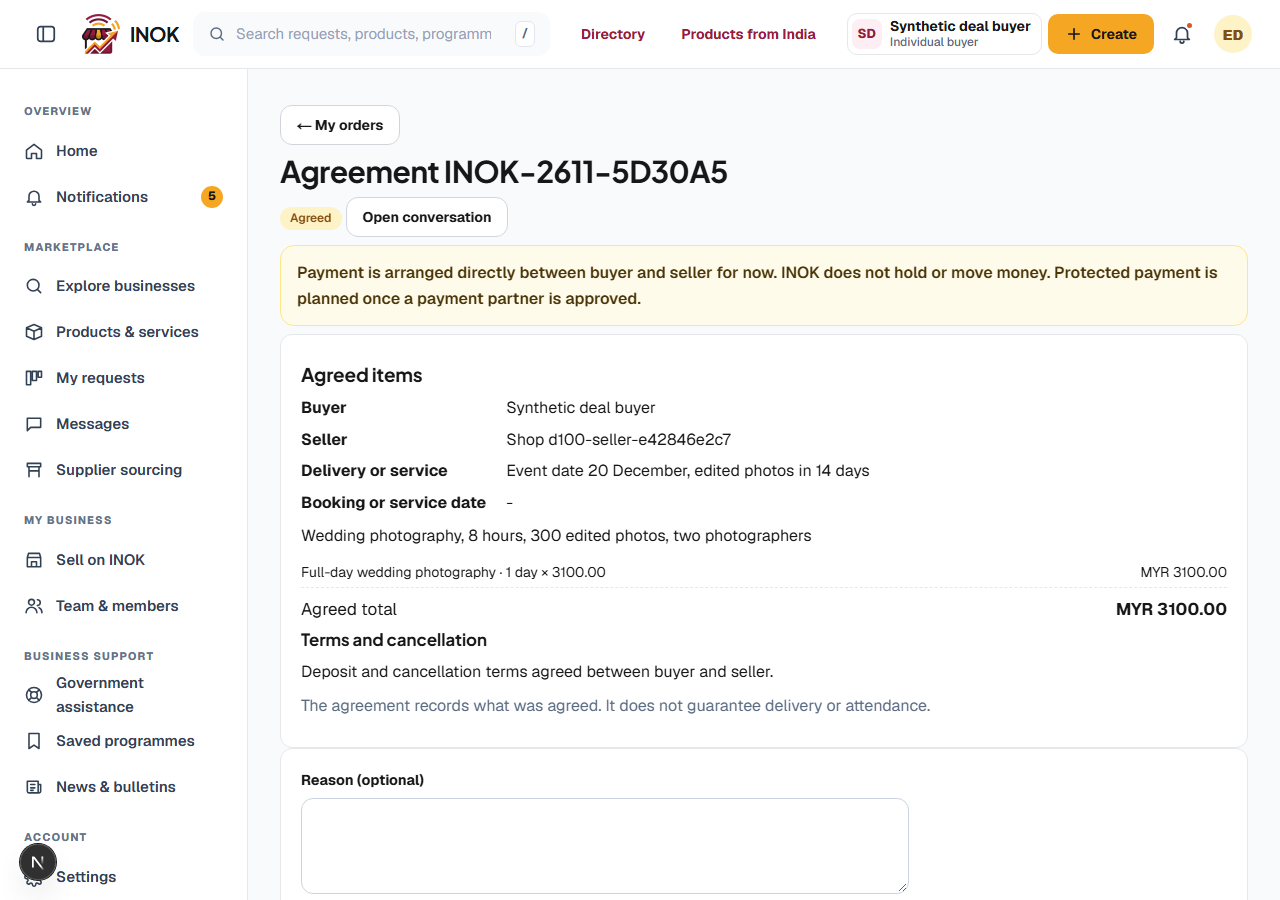 INOK
Search requests, products, programm
/
Directory
Products from India
SD
Synthetic deal buyer
Individual buyer
+ Create
ED
OVERVIEW
Home
Notifications
5
MARKETPLACE
Explore businesses
Products & services
My requests
Messages
Supplier sourcing
MY BUSINESS
Sell on INOK
Team & members
BUSINESS SUPPORT
Government
assistance
Saved programmes
News & bulletins
ACCOUNT
N
Settings
← My orders
Agreement INOK-2611-5D30A5
Agreed
Open conversation
Payment is arranged directly between buyer and seller for now. INOK does not hold or move money. Protected payment is
planned once a payment partner is approved.
Agreed items
Buyer Synthetic deal buyer
Seller Shop d100-seller-e42846e2c7
Delivery or service Event date 20 December, edited photos in 14 days
Booking or service date -
Wedding photography, 8 hours, 300 edited photos, two photographers
Full-day wedding photography · 1 day × 3100.00 MYR 3100.00
Agreed total MYR 3100.00
Terms and cancellation
Deposit and cancellation terms agreed between buyer and seller.
The agreement records what was agreed. It does not guarantee delivery or attendance.
Reason (optional)